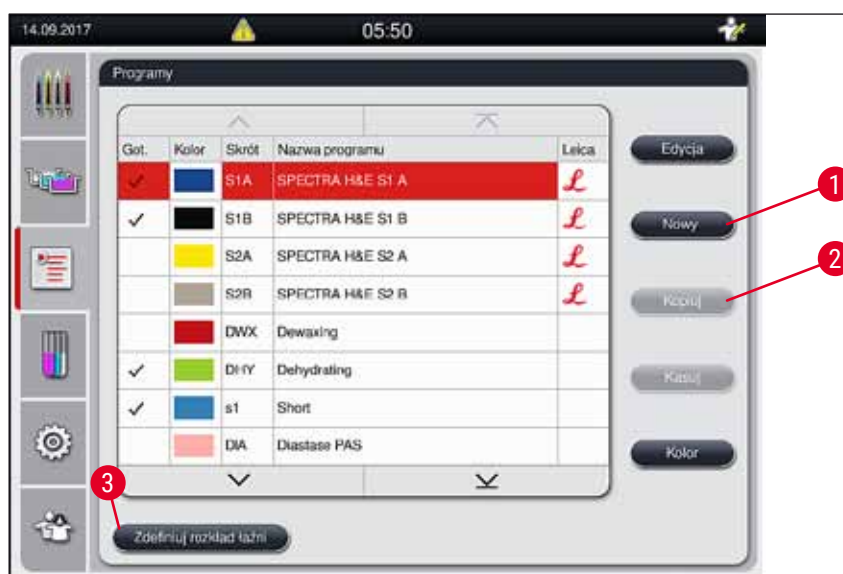 14.09.2017 05:50
Programy
Got. Kolor Skrót Nazwa programu Leica
S1A SPECTRA H&E S1 A
S1B SPECTRA H&E S1 B
S2A SPECTRA H&E S2 A
S2B SPECTRA H&E S2 B
DWX Dewaxing
DHY Dehydrating
s1 Short
DIA Diastase PAS
Edycja
Nowy
Kopiuj
Kasuj
Kolor
Zdefiniuj rozkład łaźni
1
2
3